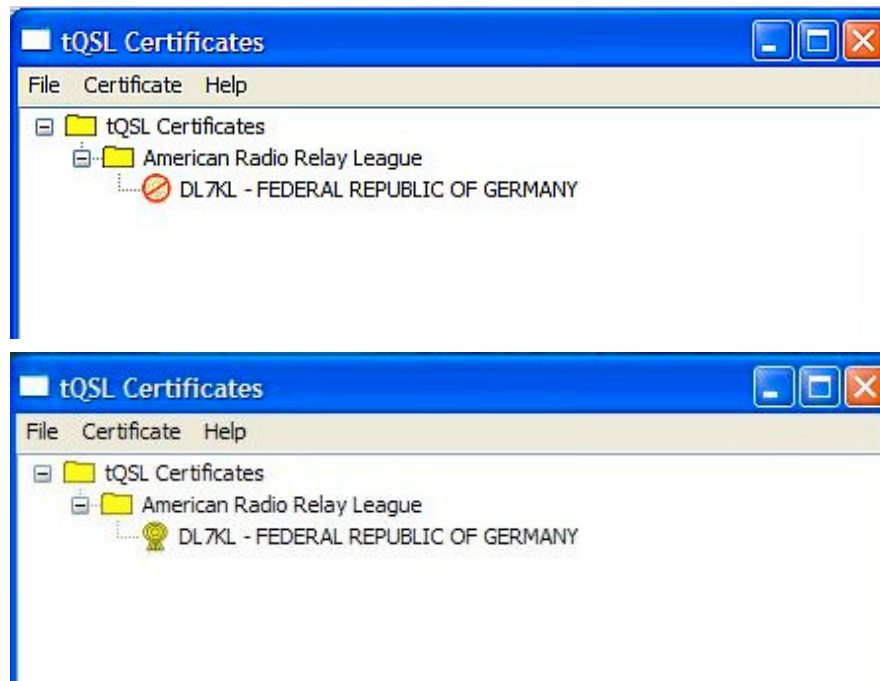 tQSL Certificates
File Certificate Help
tQSL Certificates
American Radio Relay League
DL7KL - FEDERAL REPUBLIC OF GERMANY
tQSL Certificates
File Certificate Help
tQSL Certificates
American Radio Relay League
DL7KL - FEDERAL REPUBLIC OF GERMANY